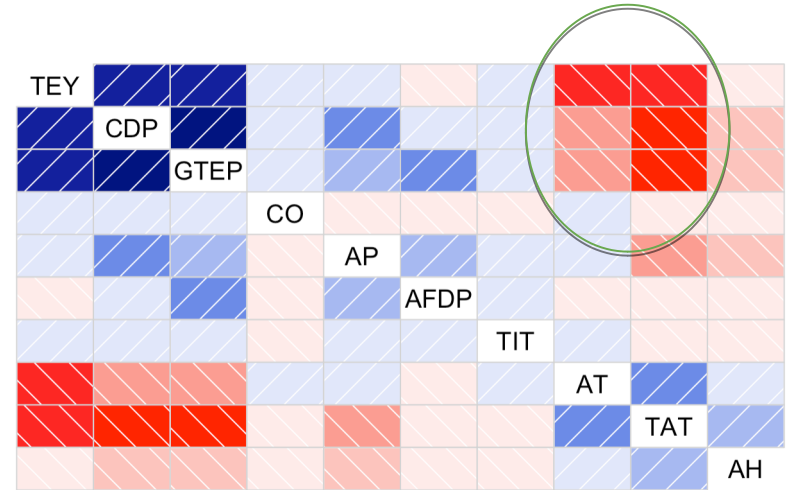 TEY
CDP
GTEP
CO
AP
AFDP
TIT
AT
TAT
AH